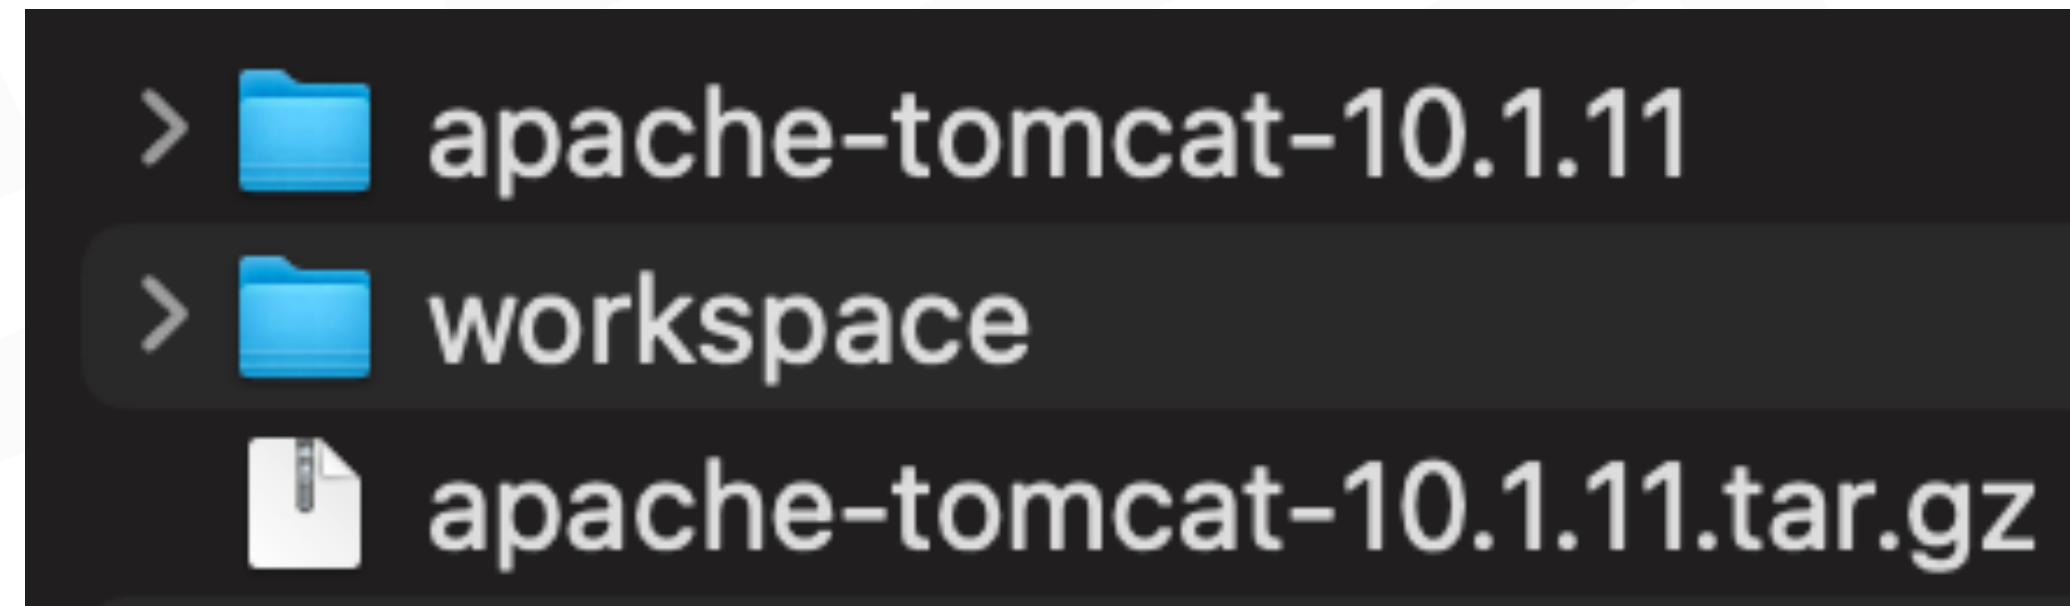 apache-tomcat-10.1.11
workspace
apache-tomcat-10.1.11.tar.gz